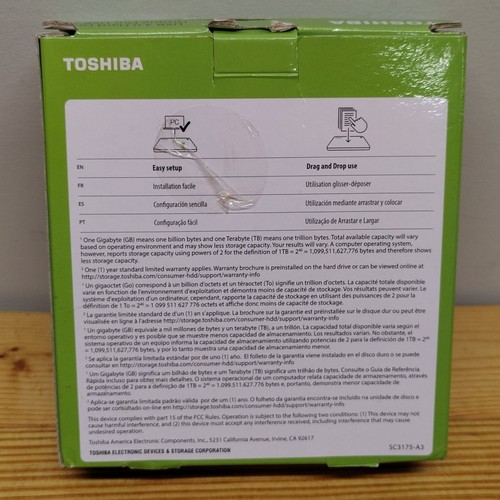 TOSHIBA
PC
EN Easy setup Drag and Drop use
FR Installation facile Utilisation glisser-déposer
ES Configuración sencilla Utilización mediante arrastrar y colocar
PT Configuração fácil Utilização de Arrastar e Largar
¹ One Gigabyte (GB) means one billion bytes and one Terabyte (TB) means one trillion bytes. Total available capacity will vary
based on operating environment and may show less storage capacity. Your results will vary. A computer operating system,
however, reports storage capacity using powers of 2 for the definition of 1TB = 2⁴⁰ = 1,099,511,627,776 bytes and therefore shows
less storage capacity.
² One (1) year standard limited warranty applies. Warranty brochure is preinstalled on the hard drive or can be viewed online at
http://storage.toshiba.com/consumer-hdd/support/warranty-info
¹ Un gigaoctet (Go) correspond à un billion d'octets et un téraoctet (To) signifie un trillion d'octets. La capacité totale disponible
varie en fonction de l'environnement d'exploitation et démontra moins de capacité de stockage. Vos résultats peuvent varier. Le
système d'exploitation d'un ordinateur, cependant, rapporte la capacité de stockage en utilisant des puissances de 2 pour la
définition de 1 To = 2⁴⁰ = 1 099 511 627 776 octets et affiche donc moins de capacité de stockage.
² La garantie limitée standard d'un (1) an s'applique. La brochure sur la garantie est préinstallée sur le disque dur ou peut être
visualisée en ligne à l'adresse http://storage.toshiba.com/consumer-hdd/support/warranty-info
¹ Un gigabyte (GB) equivale a mil millones de bytes y un terabyte (TB), a un trillón. La capacidad total disponible varía según el
entorno operativo y es posible que se muestre menos capacidad de almacenamiento. Los resultados variarán. No obstante, el
sistema operativo de un equipo informa la capacidad de almacenamiento utilizando potencias de 2 para la definición de 1TB = 2⁴⁰
= 1,099,511,627,776 bytes, y por lo tanto muestra una capacidad de almacenamiento menor.
² Se aplica la garantía limitada estándar por de uno (1) año. El folleto de la garantía viene instalado en el disco duro o se puede
consultar en http://storage.toshiba.com/consumer-hdd/support/warranty-info
¹ Um gigabyte (GB) significa um bilhão de bytes e um Terabyte (TB) significa um trilhão de bytes. Consulte o Guia de Referência
Rápida incluso para obter mais detalhes. O sistema operacional de um computador relata capacidade de armazenamento, através
de potências de 2 para a definição de 1TB = 2⁴⁰ = 1,099,511,627,776 bytes e, portanto, demonstra menor capacidade de
armazenamento.
² Aplica-se garantia limitada padrão válida por de um (1) ano. O folheto da garantia encontra-se incluído na unidade de disco e
pode ser consultado on-line em http://storage.toshiba.com/consumer-hdd/support/warranty-info
This device complies with part 15 of the FCC Rules. Operation is subject to the following two conditions: (1) This device may not
cause harmful interference, and (2) this device must accept any interference received, including interference that may cause
undesired operation.
Toshiba America Electronic Components, Inc., 5231 California Avenue, Irvine, CA 92617
SC3175-A3
TOSHIBA ELECTRONIC DEVICES & STORAGE CORPORATION